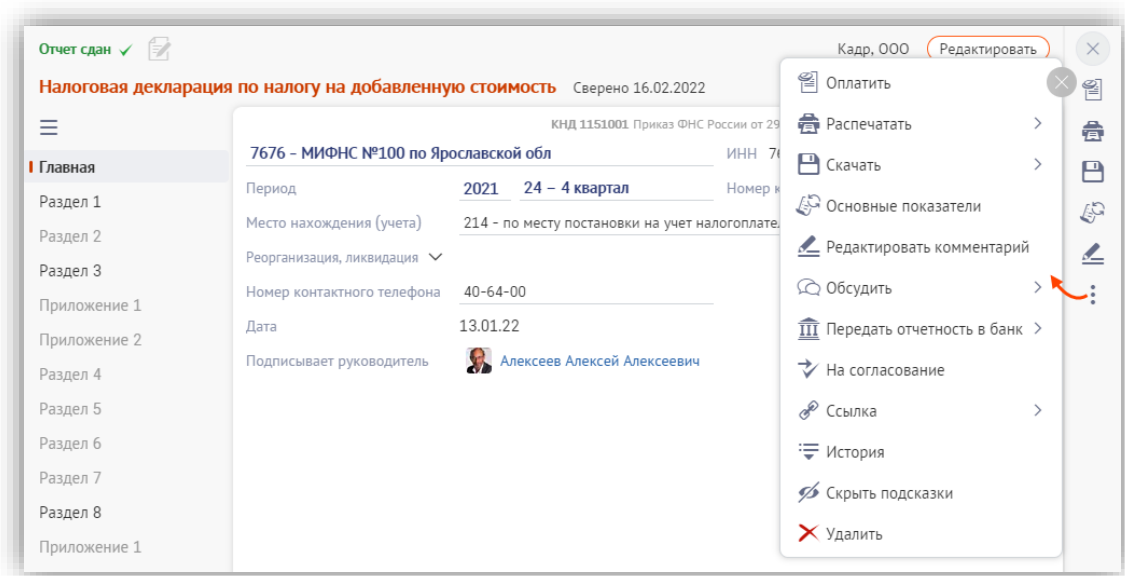 Отчет сдан
Кадр, ООО
Редактировать
Налоговая декларация по налогу на добавленную стоимость Сверено 16.02.2022
КНД 1151001 Приказ ФНС России от 29
7676 - МИФНС №100 по Ярославской обл
ИНН 76
Период 2021 24 – 4 квартал
Номер
Место нахождения (учета) 214 - по месту постановки на учет
Реорганизация, ликвидация
Номер контактного телефона 40-64-00
Дата 13.01.22
Подписывает руководитель Алексеев Алексей Алексеевич
Главная
Раздел 1
Раздел 2
Раздел 3
Приложение 1
Приложение 2
Раздел 4
Раздел 5
Раздел 6
Раздел 7
Раздел 8
Приложение 1
Оплатить
Распечатать
Скачать
Основные показатели
Редактировать комментарий
Обсудить
Передать отчетность в банк
На согласование
Ссылка
История
Скрыть подсказки
Удалить